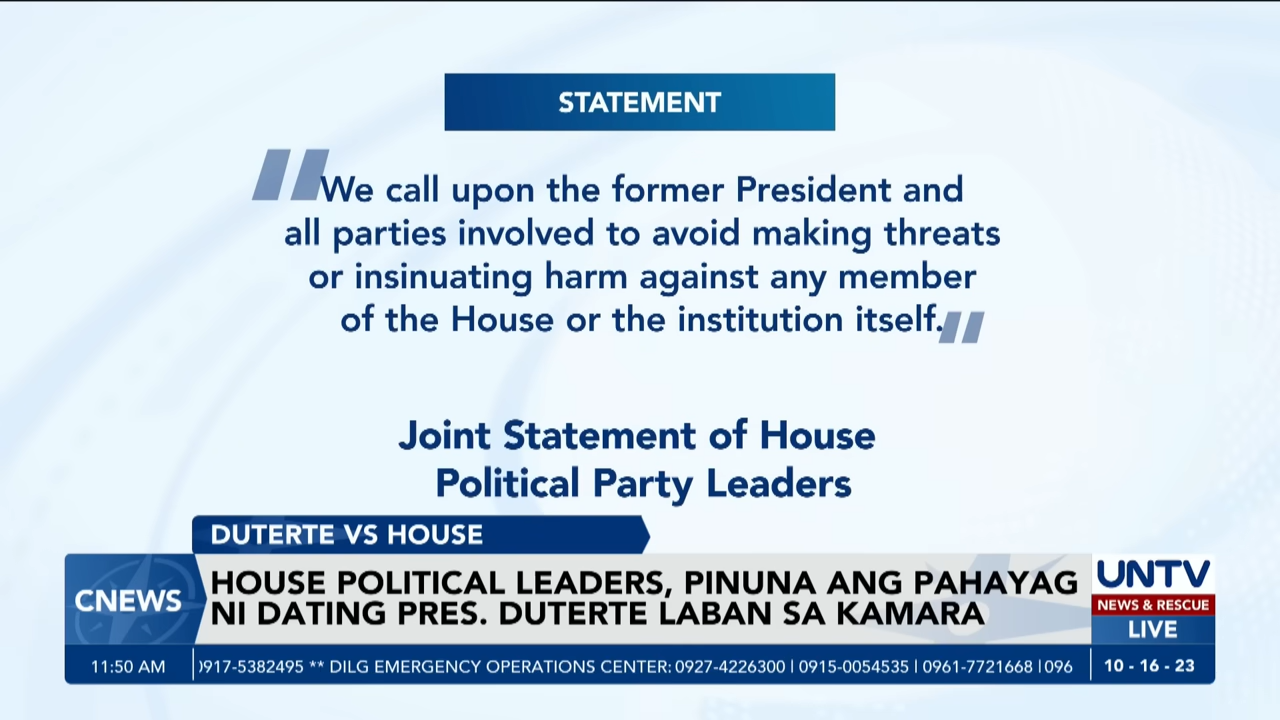 STATEMENT
"We call upon the former President and
all parties involved to avoid making threats
or insinuating harm against any member
of the House or the institution itself."
Joint Statement of House
Political Party Leaders
DUTERTE VS HOUSE
CNEWS
HOUSE POLITICAL LEADERS, PINUNA ANG PAHAYAG
NI DATING PRES. DUTERTE LABAN SA KAMARA
UNTV
NEWS & RESCUE
LIVE
11:50 AM
0917-5382495 ** DILG EMERGENCY OPERATIONS CENTER: 0927-4226300 | 0915-0054535 | 0961-7721668 | 096
10 - 16 - 23